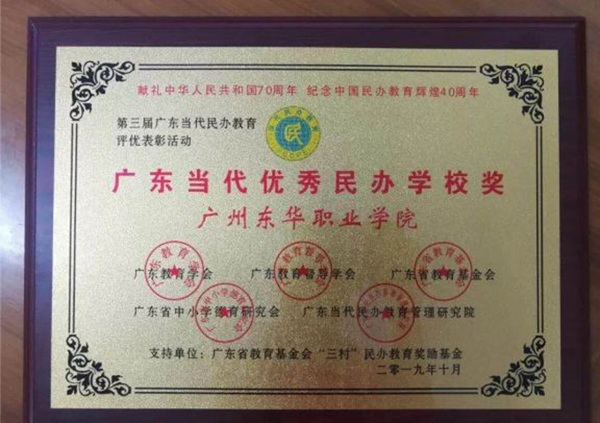 献礼中华人民共和国70周年 纪念中国民办教育辉煌40周年
第三届广东当代民办教育
评优表彰活动
民
广东当代优秀民办学校奖
广州东华职业学院
广东教育学会 广东教育督导学会 广东省教育基金会
广东省中小学德育研究会 广东当代民办教育管理研究院
支持单位：广东省教育基金会“三村”民办教育奖励基金
二〇一九年十月